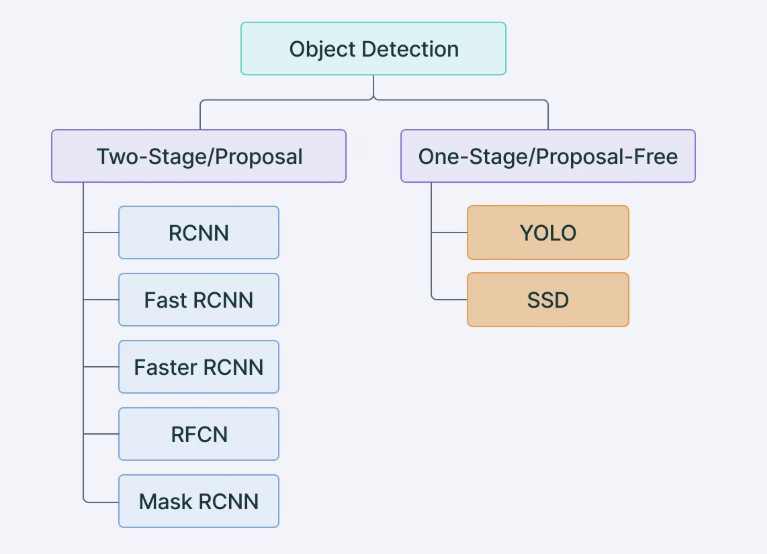 Object Detection
Two-Stage/Proposal
One-Stage/Proposal-Free
RCNN
Fast RCNN
Faster RCNN
RFCN
Mask RCNN
YOLO
SSD